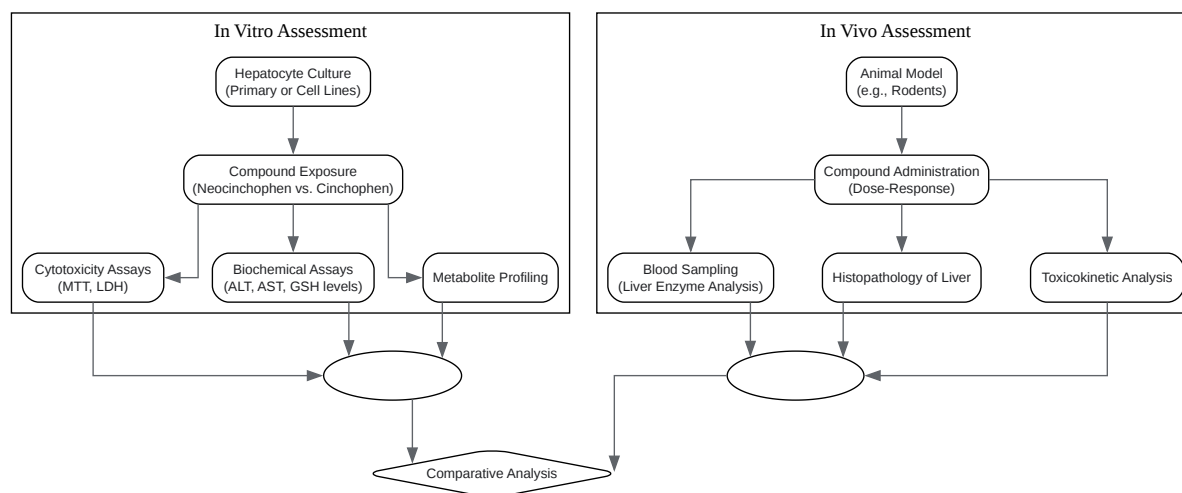 In Vitro Assessment
Hepatocyte Culture
(Primary or Cell Lines)
Compound Exposure
(Neocinchophen vs. Cinchophen)
Cytotoxicity Assays
(MTT, LDH)
Biochemical Assays
(ALT, AST, GSH levels)
Metabolite Profiling
In Vivo Assessment
Animal Model
(e.g., Rodents)
Compound Administration
(Dose-Response)
Blood Sampling
(Liver Enzyme Analysis)
Histopathology of Liver
Toxicokinetic Analysis
Comparative Analysis